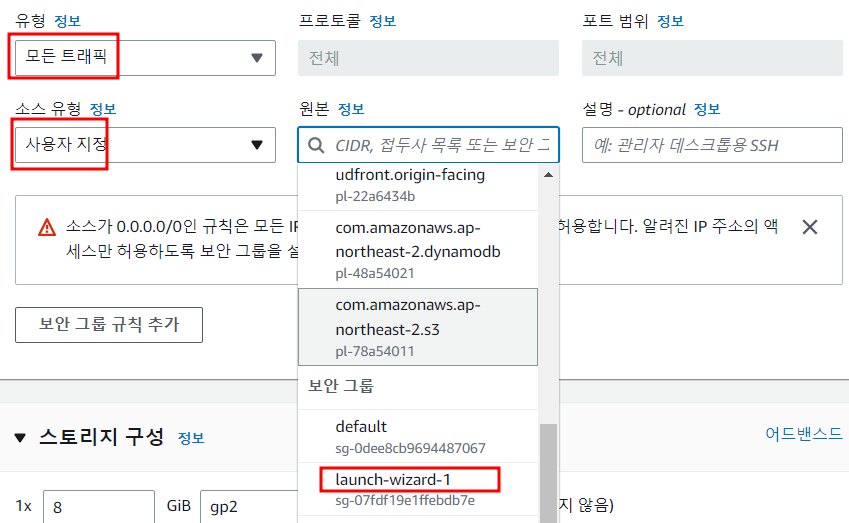 유형 정보
프로토콜 정보
포트 범위 정보
모든 트래픽
전체
전체
소스 유형 정보
원본 정보
설명 - optional 정보
사용자 지정
CIDR, 접두사 목록 또는 보안 그
예: 관리자 데스크톱용 SSH
udfront.origin-facing
pl-22a6434b
com.amazonaws.ap-
northeast-2.dynamodb
pl-48a54021
com.amazonaws.ap-
northeast-2.s3
pl-78a54011
보안 그룹
default
sg-0dee8cb9694487067
launch-wizard-1
sg-07fdf19e1ffebdb7e
소스가 0.0.0.0/0인 규칙은 모든 IP
허용합니다. 알려진 IP 주소의 액
세스만 허용하도록 보안 그룹을 설
보안 그룹 규칙 추가
스토리지 구성 정보
어드밴스드
1x 8 GiB gp2
지 않음)